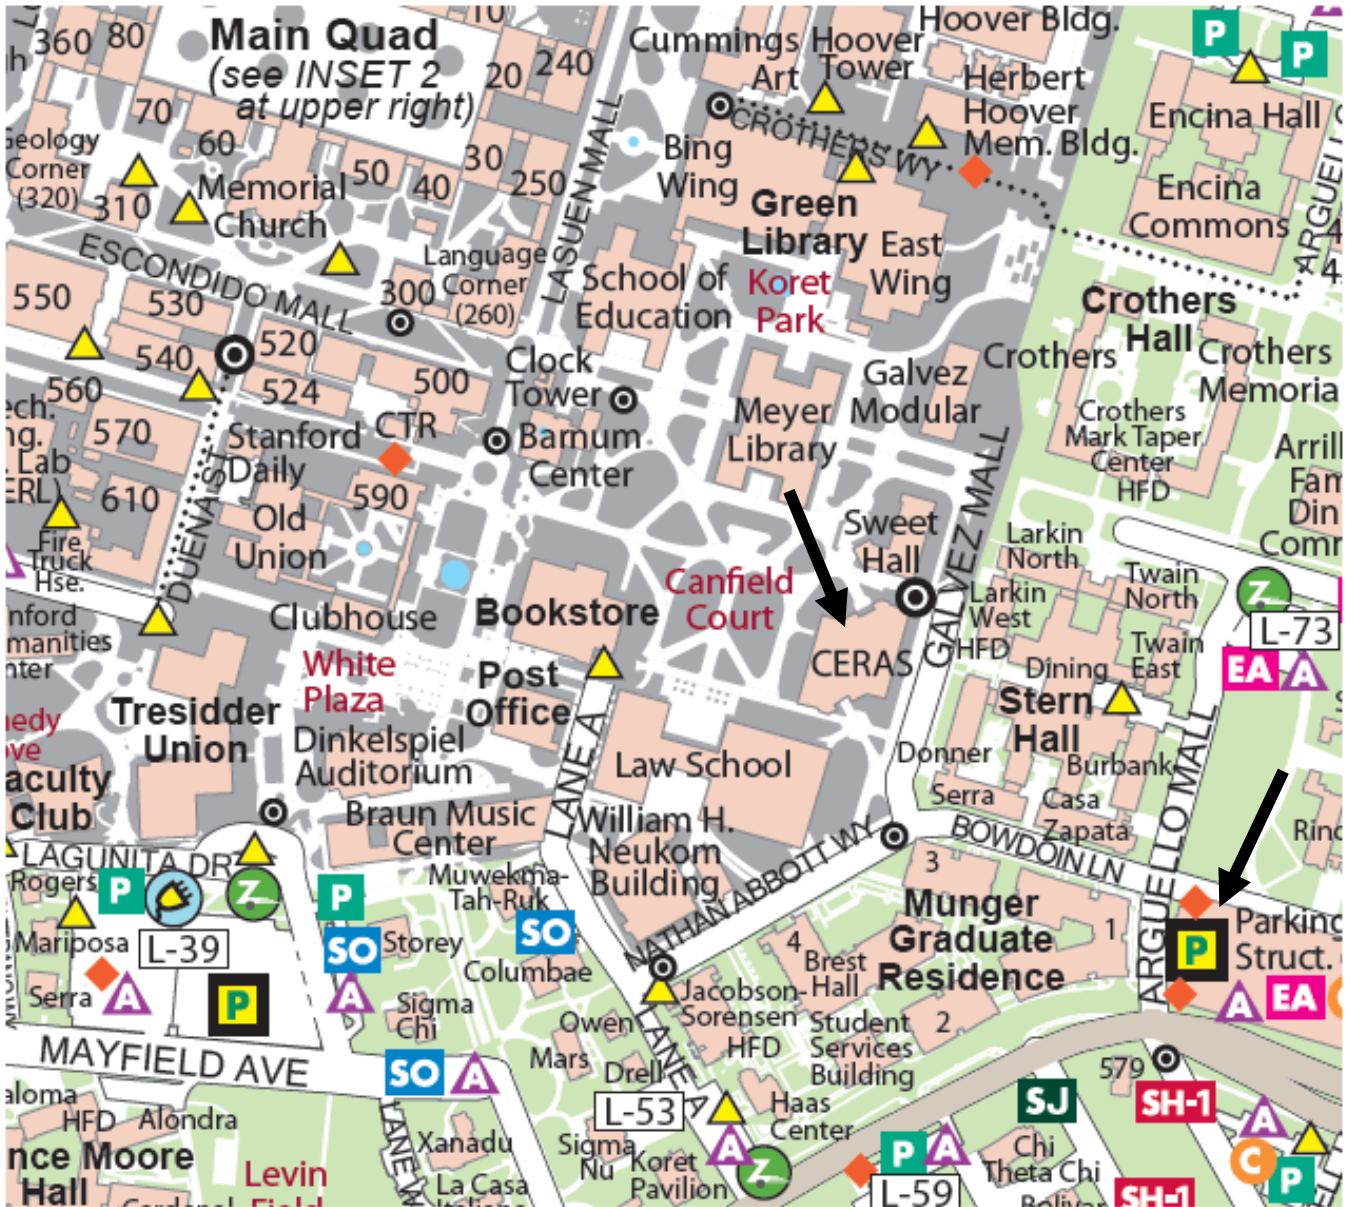 360
80
Main Quad
(see INSET 2
at upper right)
10
20
240
Cummings
Art
Hoover
Tower
Hoover Bldg.
Herbert
Hoover
Mem. Bldg.
P
P
Encina Hall
Encina
Commons
70
60
Geology
Corner
(320)
310
Memorial
Church
50
40
30
250
LASUEN MALL
Bing
Wing
CROTHERS WY
Green
Library
East
Wing
Koret
Park
ESCONDIDO MALL
Language
Corner
(260)
300
School of
Education
Crothers
Hall
Crothers
Crothers
Crothers
Mark Taper
Center
HFD
550
530
540
520
524
500
560
570
610
Clock
Tower
Barnum
Center
Meyer
Library
Galvez
Modular
Stanford
Daily
CTR
590
Old
Union
DUENA ST
Fire
Truck
Hse.
Sweet
Hall
GALVEZ MALL
Larkin
North
Larkin
West
HFD
Twain
North
Twain
East
Z
L-73
EA
A
Clubhouse
White
Plaza
Bookstore
Canfield
Court
CERAS
Dining
Stern
Hall
Post
Office
Tresidder
Union
Dinkelspiel
Auditorium
Braun Music
Center
LANE A
Law School
William H.
Neukom
Building
NATHAN ABBOTT WY
Donner
Serra
Burbank
Casa
Zapata
BOWDOIN LN
ARGUELLO MALL
Club
LAGUNITA DR
Rogers
P
Z
P
Mariposa
L-39
Serra
A
P
SO
A
Storey
Muwekma-
Tah-Ruk
SO
Columbae
Sigma
Chi
3
Munger
Graduate
Residence
1
4
2
Brest
Hall
Jacobson-
Sorensen
HFD
Student
Services
Building
P
Parking
Struct.
A
EA
MAYFIELD AVE
SO
A
Owen
Mars
Drell
LANE A
L-53
Haas
Center
A
Z
579
SJ
SH-1
A
C
P
HFD
Alondra
Hall
Levin
Field
LANE W
Xanadu
La Casa
Italiana
Sigma
Nu
Koret
Pavilion
P
A
L-59
Chi
Theta Chi
SH-1